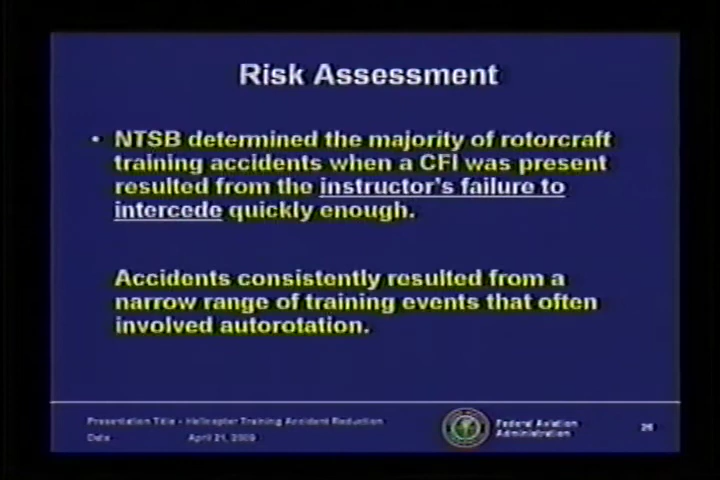 Risk Assessment
• NTSB determined the majority of rotorcraft
training accidents when a CFI was present
resulted from the instructor's failure to
intercede quickly enough.
Accidents consistently resulted from a
narrow range of training events that often
involved autorotation.
Presentation Title - Helicopter Training Accident Reduction
Date April 21, 2009
Federal Aviation
Administration
26